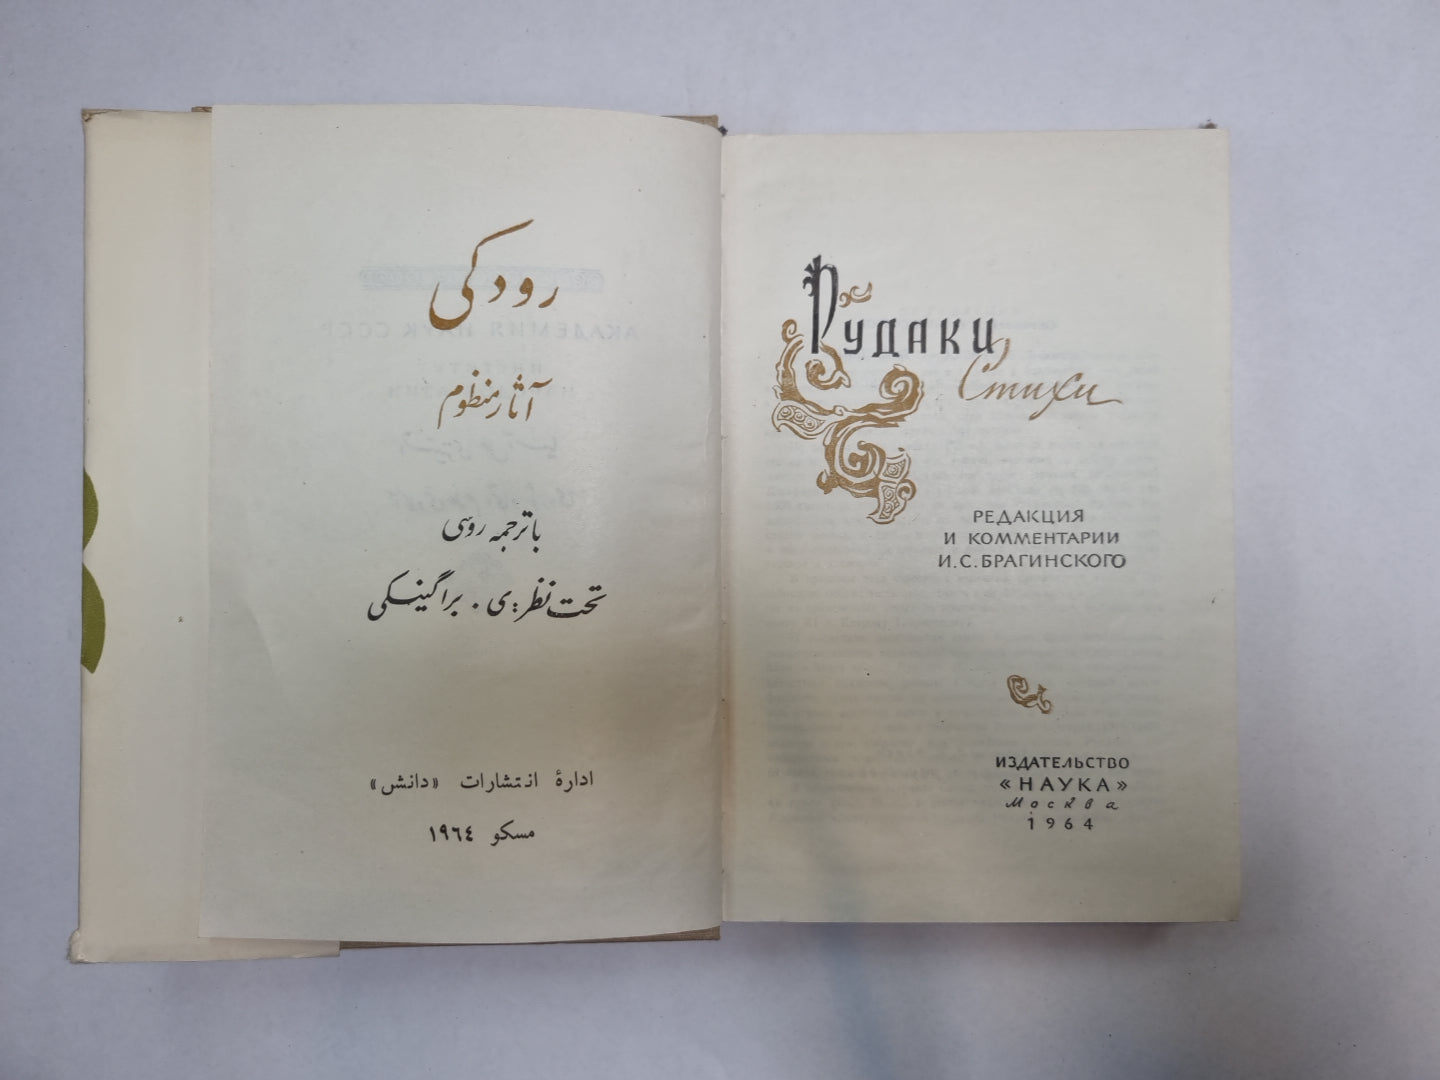 رودکی
آثار منظوم
با ترجمه روسی
تحت نظر: ی. براگینسکی
ادارهٔ انتشارات «دانش»
مسکو ١٩٦٤
Рудаки
Стихи
РЕДАКЦИЯ
И КОММЕНТАРИИ
И.С. БРАГИНСКОГО
ИЗДАТЕЛЬСТВО
«НАУКА»
Москва
1964